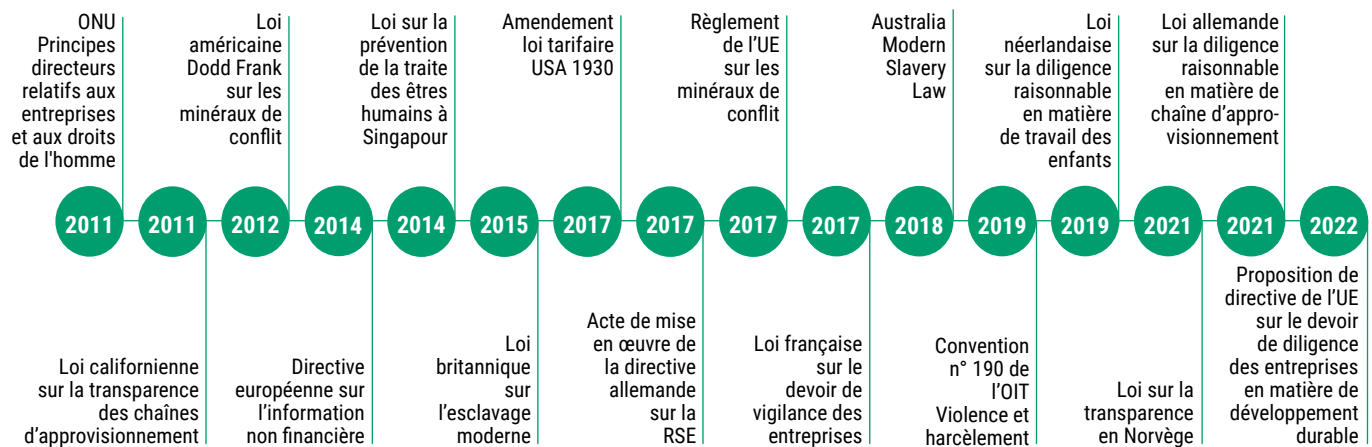 ONU
Principes
directeurs
relatifs aux
entreprises
et aux droits
de l'homme
Loi
américaine
Dodd Frank
sur les
minéraux de
conflit
Loi sur la
prévention
de la traite
des êtres
humains à
Singapour
Amendement
loi tarifaire
USA 1930
Règlement
de l’UE
sur les
minéraux de
conflit
Australia
Modern
Slavery
Law
Loi
néerlandaise
sur la diligence
raisonnable
en matière
de travail des
enfants
Loi allemande
sur la diligence
raisonnable
en matière de
chaîne d’appro-
visionnement
2011
2011
2012
2014
2014
2015
2017
2017
2017
2017
2018
2019
2019
2021
2021
2022
Loi californienne
sur la transparence
des chaînes
d’approvisionnement
Directive
européenne sur
l’information
non financière
Loi
britannique
sur
l’esclavage
moderne
Acte de mise
en œuvre de
la directive
allemande
sur la
RSE
Loi française
sur le
devoir de
vigilance des
entreprises
Convention
n° 190 de
l’OIT
Violence et
harcèlement
Loi sur la
transparence
en Norvège
Proposition de
directive de l’UE
sur le devoir
de diligence
des entreprises
en matière de
développement
durable